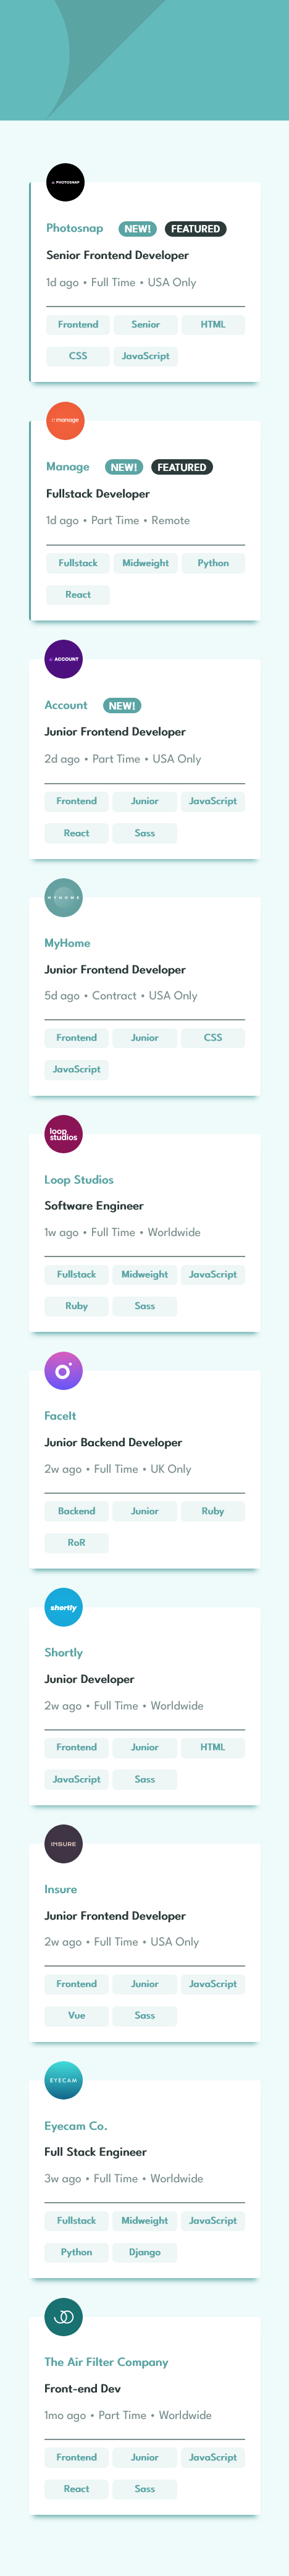 PHOTOSNAP
Photosnap NEW! FEATURED
Senior Frontend Developer
1d ago • Full Time • USA Only
Frontend Senior HTML
CSS JavaScript
manage
Manage NEW! FEATURED
Fullstack Developer
1d ago • Part Time • Remote
Fullstack Midweight Python
React
ACCOUNT
Account NEW!
Junior Frontend Developer
2d ago • Part Time • USA Only
Frontend Junior JavaScript
React Sass
MYHOME
MyHome
Junior Frontend Developer
5d ago • Contract • USA Only
Frontend Junior CSS
JavaScript
loop
studios
Loop Studios
Software Engineer
1w ago • Full Time • Worldwide
Fullstack Midweight JavaScript
Ruby Sass
FaceIt
Junior Backend Developer
2w ago • Full Time • UK Only
Backend Junior Ruby
RoR
shortly
Shortly
Junior Developer
2w ago • Full Time • Worldwide
Frontend Junior HTML
JavaScript Sass
INSURE
Insure
Junior Frontend Developer
2w ago • Full Time • USA Only
Frontend Junior JavaScript
Vue Sass
EYECAM
Eyecam Co.
Full Stack Engineer
3w ago • Full Time • Worldwide
Fullstack Midweight JavaScript
Python Django
The Air Filter Company
Front-end Dev
1mo ago • Part Time • Worldwide
Frontend Junior JavaScript
React Sass